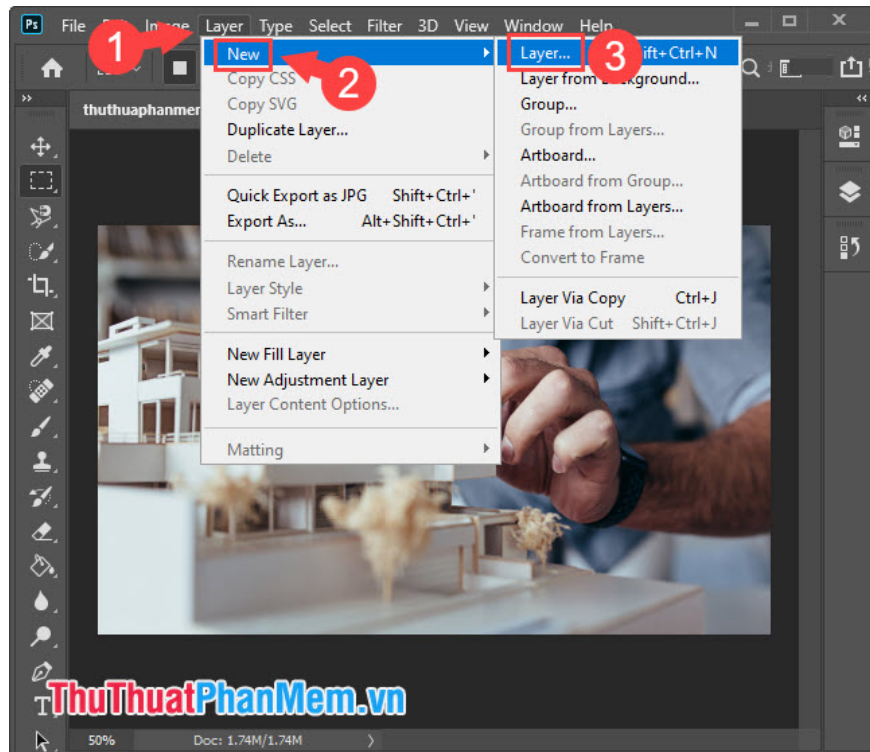 Ps File Image Layer Type Select Filter 3D View Window Help
1
2
3
thuthuaphanmem
New
Copy CSS
Copy SVG
Duplicate Layer...
Delete
Quick Export as JPG Shift+Ctrl+'
Export As... Alt+Shift+Ctrl+'
Rename Layer...
Layer Style
Smart Filter
New Fill Layer
New Adjustment Layer
Layer Content Options...
Matting
Layer... Shift+Ctrl+N
Layer from Background...
Group...
Group from Layers...
Artboard...
Artboard from Group...
Artboard from Layers...
Frame from Layers...
Convert to Frame
Layer Via Copy Ctrl+J
Layer Via Cut Shift+Ctrl+J
ThuThuatPhanMem.vn
50% Doc: 1.74M/1.74M